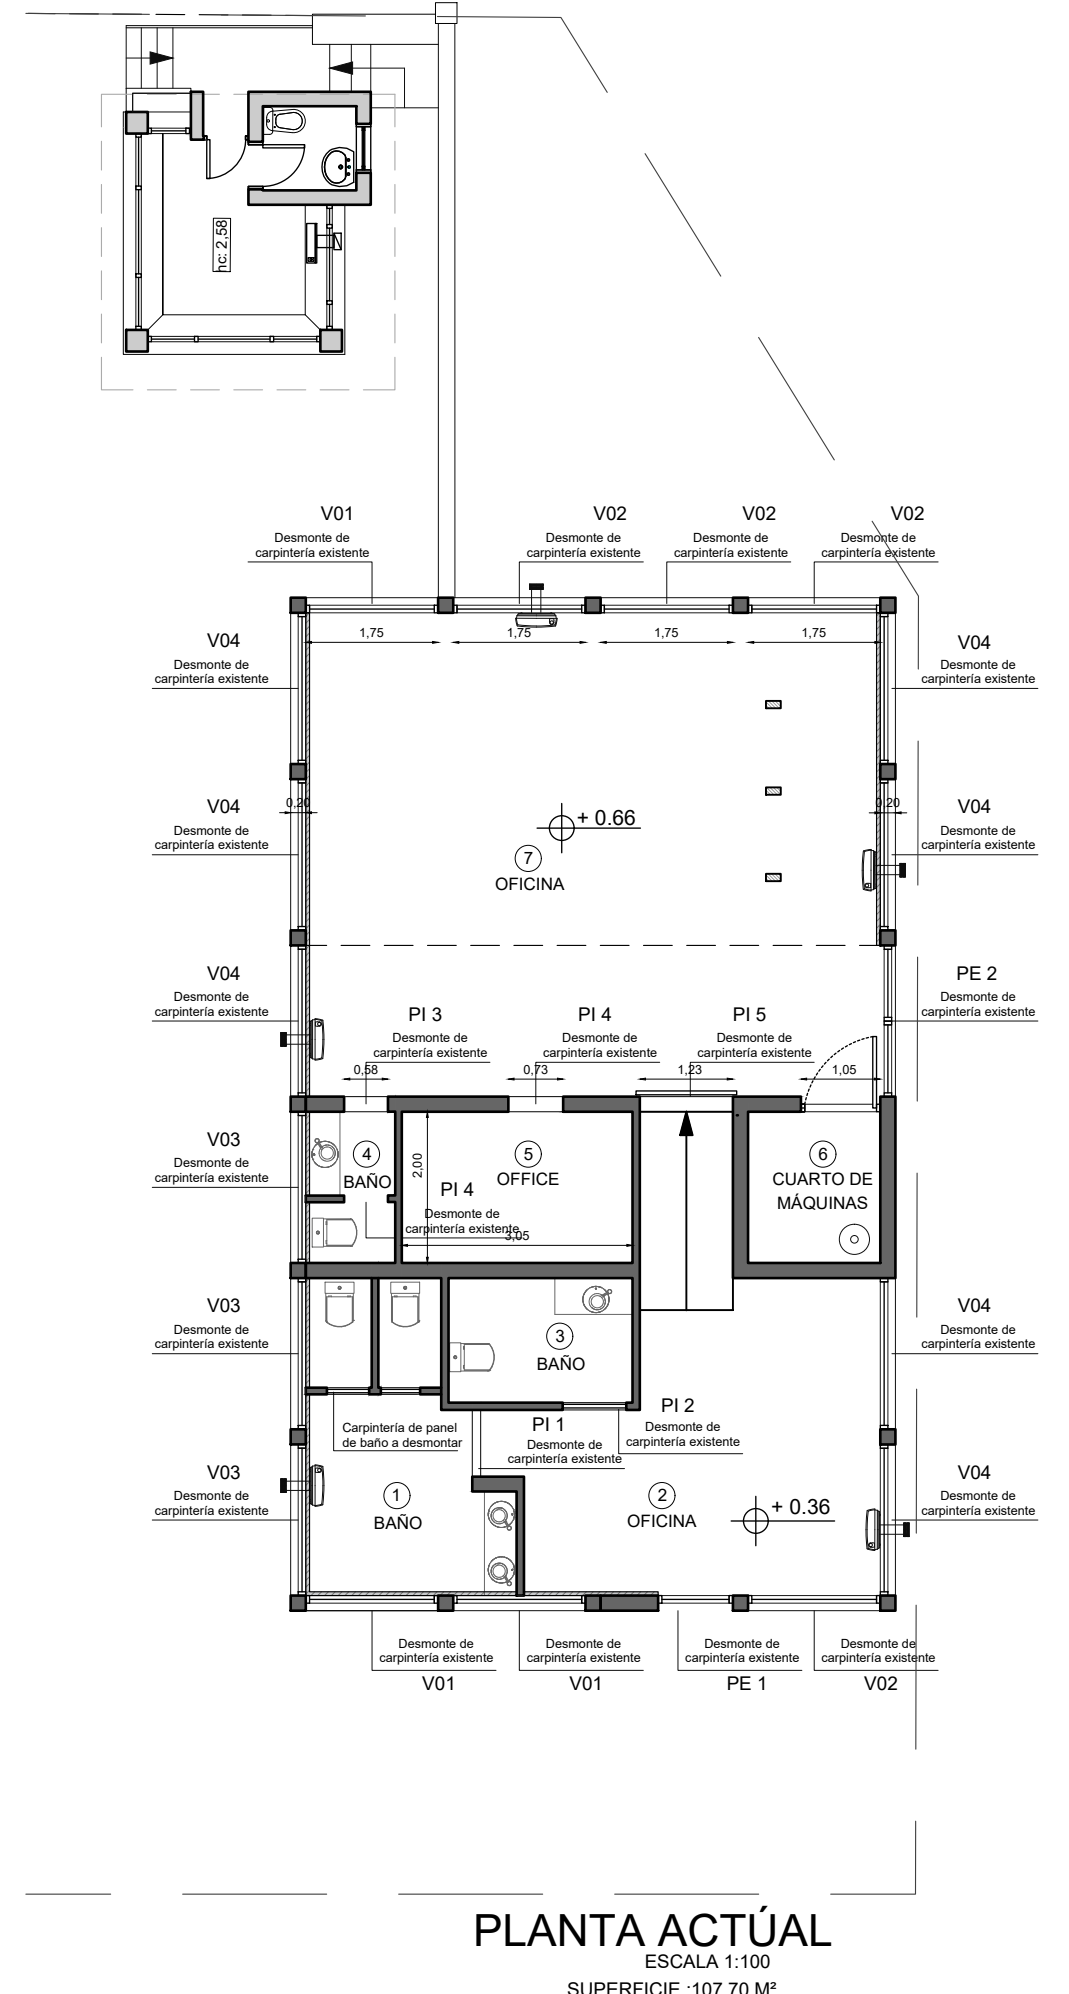 hc: 2,58
V01
Desmonte de
carpintería existente
V02
Desmonte de
carpintería existente
V02
Desmonte de
carpintería existente
V02
Desmonte de
carpintería existente
1,75
1,75
1,75
1,75
V04
Desmonte de
carpintería existente
V04
Desmonte de
carpintería existente
V04
Desmonte de
carpintería existente
0,20
+ 0.66
7
OFICINA
0,20
V04
Desmonte de
carpintería existente
V04
Desmonte de
carpintería existente
PI 3
Desmonte de
carpintería existente
0,58
PI 4
Desmonte de
carpintería existente
0,73
PI 5
Desmonte de
carpintería existente
1,23
1,05
PE 2
Desmonte de
carpintería existente
V03
Desmonte de
carpintería existente
4
BAÑO
2,00
5
OFFICE
PI 4
Desmonte de
carpintería existente
3,05
6
CUARTO DE
MÁQUINAS
V03
Desmonte de
carpintería existente
3
BAÑO
V04
Desmonte de
carpintería existente
Carpintería de panel
de baño a desmontar
PI 1
Desmonte de
carpintería existente
PI 2
Desmonte de
carpintería existente
V03
Desmonte de
carpintería existente
1
BAÑO
2
OFICINA
+ 0.36
V04
Desmonte de
carpintería existente
Desmonte de
carpintería existente
V01
Desmonte de
carpintería existente
V01
Desmonte de
carpintería existente
PE 1
Desmonte de
carpintería existente
V02
PLANTA ACTÚAL
ESCALA 1:100
SUPERFICIE :107,70 M²